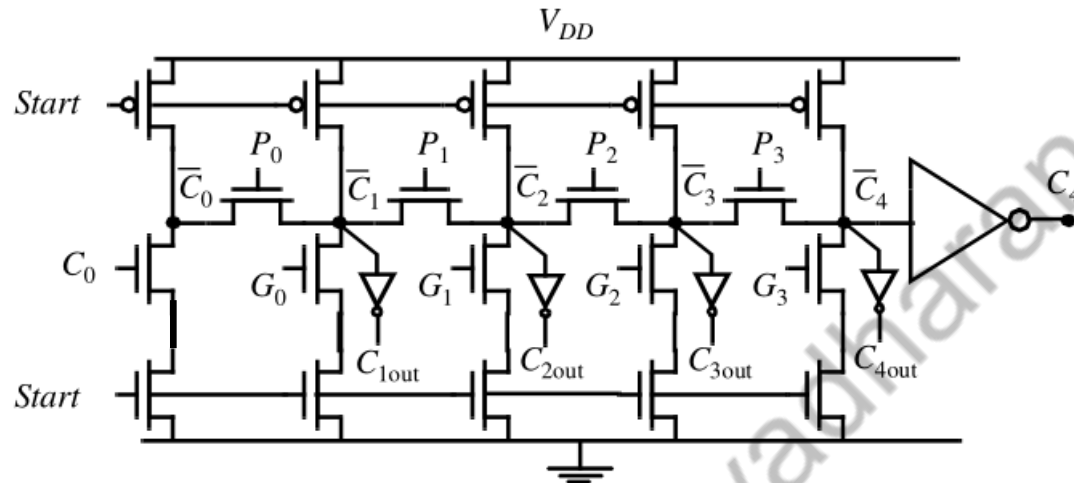 V_DD
Start
P_0 P_1 P_2 P_3
C̅_0 C̅_1 C̅_2 C̅_3 C̅_4 C_4
C_0 G_0 G_1 G_2 G_3
C_1out C_2out C_3out C_4out
Start